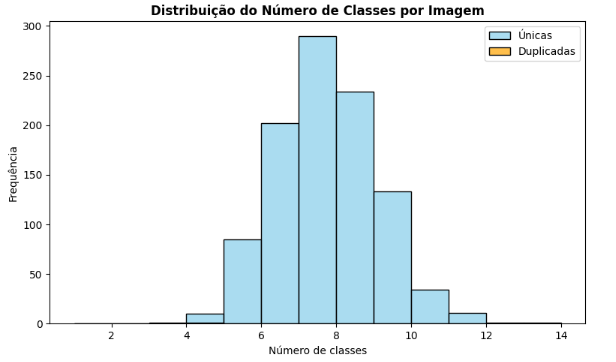 Distribuição do Número de Classes por Imagem
Únicas
Duplicadas
Frequência
300
250
200
150
100
50
0
2 4 6 8 10 12 14
Número de classes